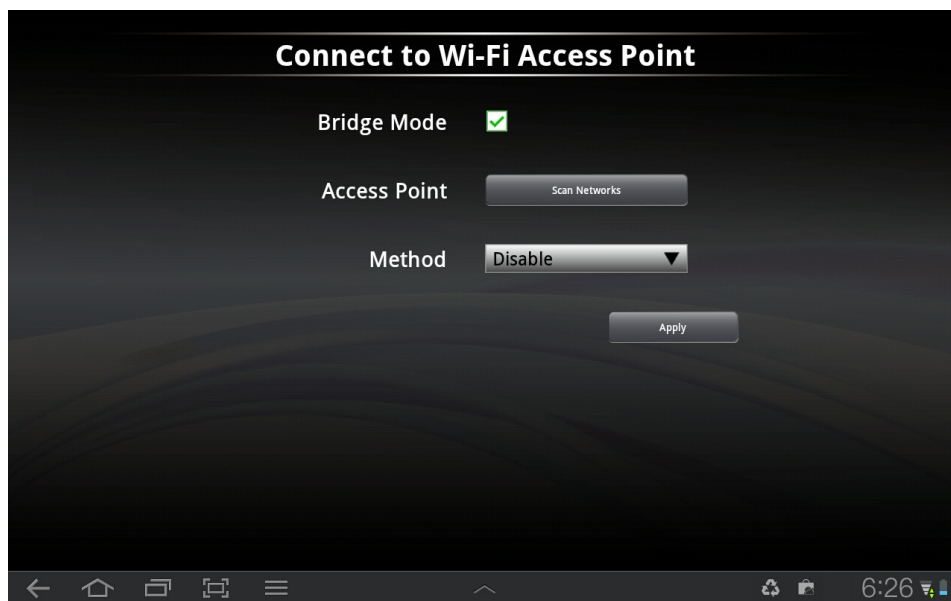 Connect to Wi-Fi Access Point
Bridge Mode
Access Point
Scan Networks
Method
Disable
Apply
6:26